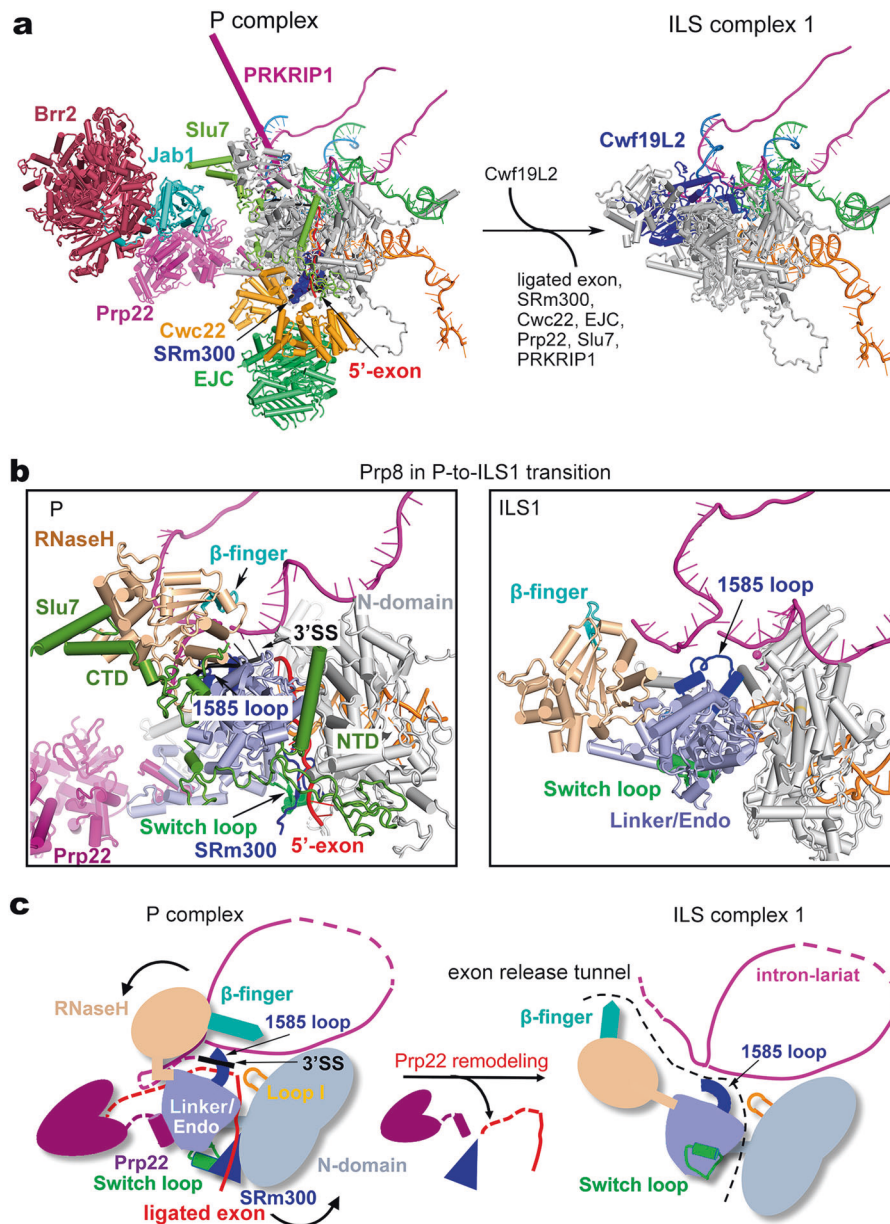 a
P complex
ILS complex 1
PRKRIP1
Brr2
Slu7
Jab1
Cwf19L2
Cwf19L2
ligated exon,
SRm300,
Cwc22, EJC,
Prp22, Slu7,
PRKRIP1
Prp22
Cwc22
SRm300
EJC
5'-exon
b
Prp8 in P-to-ILS1 transition
P
RNaseH
β-finger
N-domain
Slu7
3'SS
CTD
1585 loop
NTD
Switch loop
SRm300
5'-exon
Prp22
ILS1
1585 loop
β-finger
Switch loop
Linker/Endo
c
P complex
ILS complex 1
RNaseH
β-finger
1585 loop
3'SS
Loop I
Linker/
Endo
N-domain
Prp22
Switch loop
SRm300
ligated exon
Prp22 remodeling
exon release tunnel
intron-lariat
β-finger
1585 loop
Switch loop